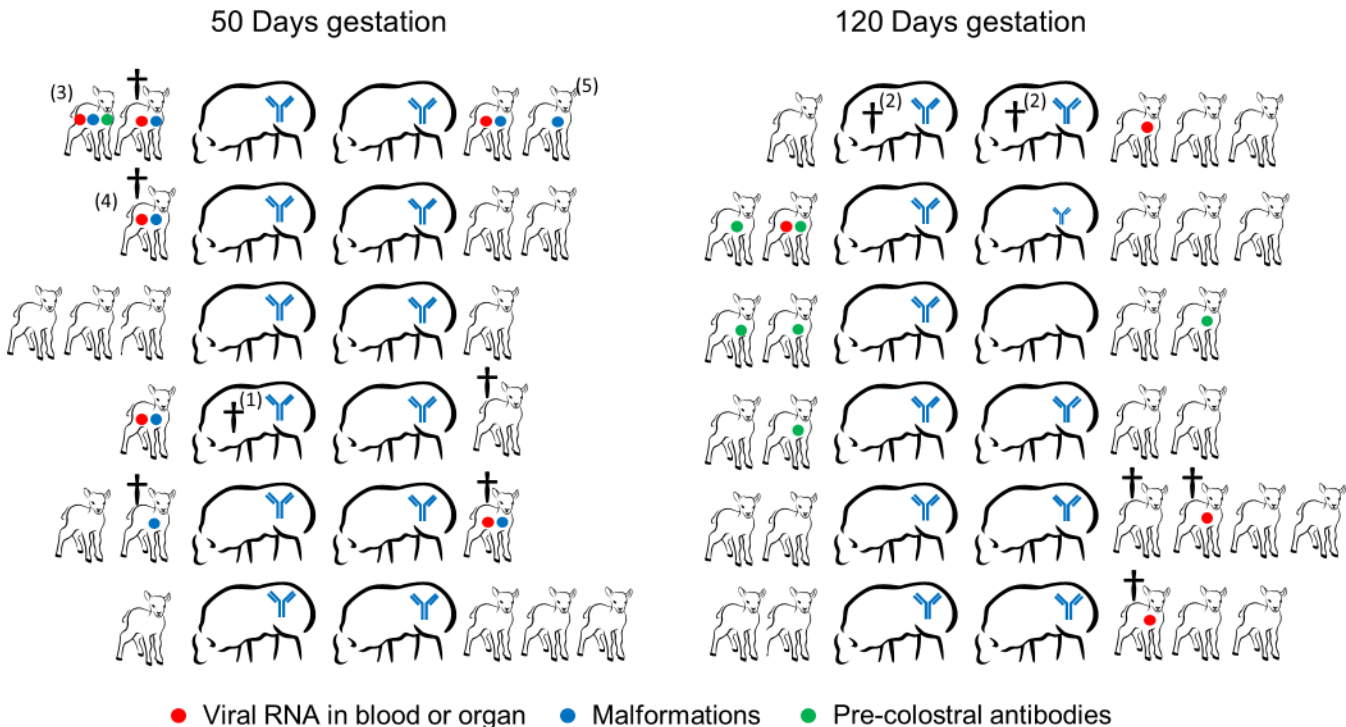 50 Days gestation
120 Days gestation
(3)
(5)
(2)
(2)
(4)
(1)
Viral RNA in blood or organ
Malformations
Pre-colostral antibodies